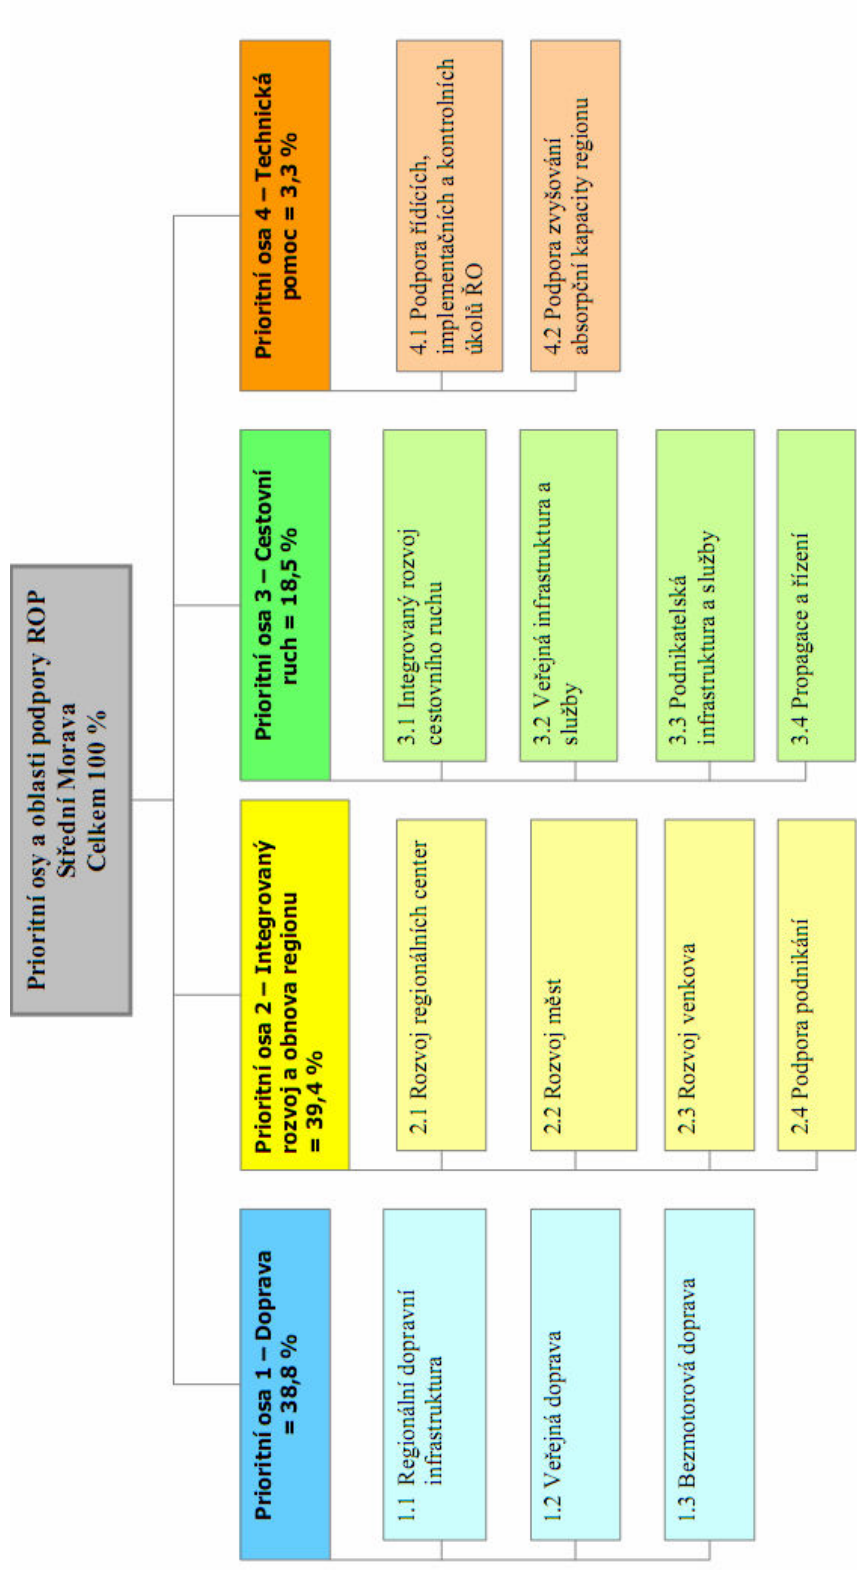 Prioritní osy a oblasti podpory ROP
Střední Morava
Celkem 100 %
Prioritní osa 1 – Doprava
= 38,8 %
1.1 Regionální dopravní
infrastruktura
1.2 Veřejná doprava
1.3 Bezmotorová doprava
Prioritní osa 2 – Integrovaný
rozvoj a obnova regionu
= 39,4 %
2.1 Rozvoj regionálních center
2.2 Rozvoj měst
2.3 Rozvoj venkova
2.4 Podpora podnikání
Prioritní osa 3 – Cestovní
ruch = 18,5 %
3.1 Integrovaný rozvoj
cestovního ruchu
3.2 Veřejná infrastruktura a
služby
3.3 Podnikatelská
infrastruktura a služby
3.4 Propagace a řízení
Prioritní osa 4 – Technická
pomoc = 3,3 %
4.1 Podpora řídících,
implementačních a kontrolních
úkolů ŘO
4.2 Podpora zvyšování
absorpční kapacity regionu